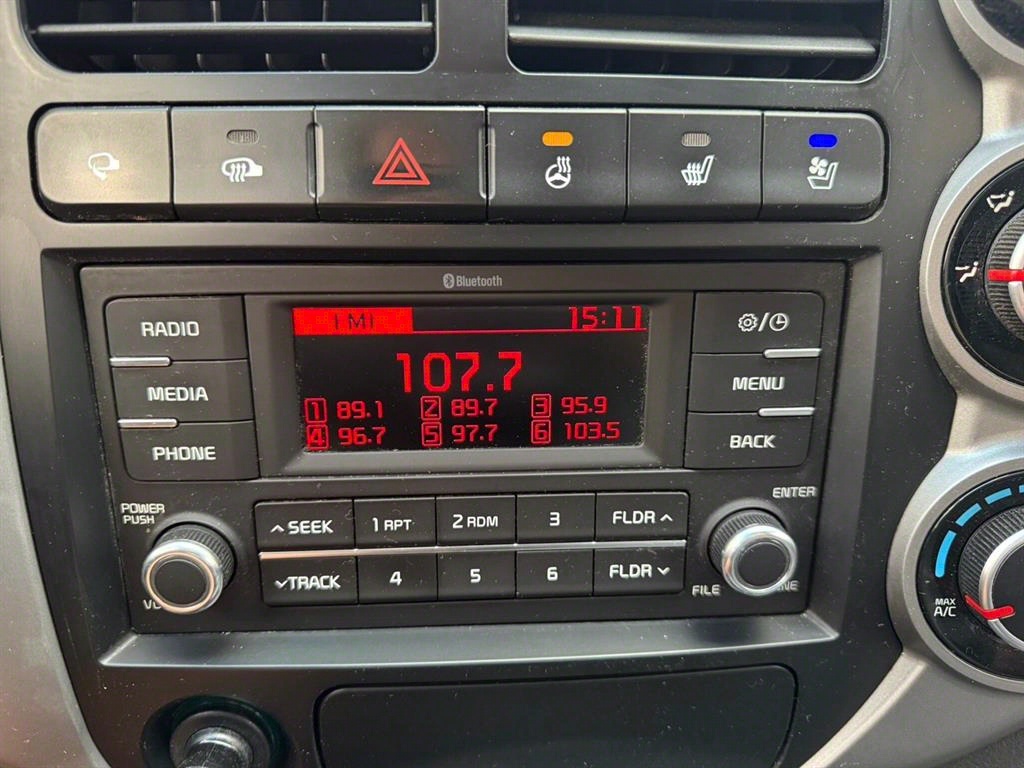 Bluetooth
RADIO
MEDIA
PHONE
FM1 15:11
107.7
1 89.1 2 89.7 3 95.9
4 96.7 5 97.7 6 103.5
MENU
BACK
POWER
PUSH
ENTER
SEEK 1 RPT 2 RDM 3 FLDR
TRACK 4 5 6 FLDR
FILE
MAX
A/C